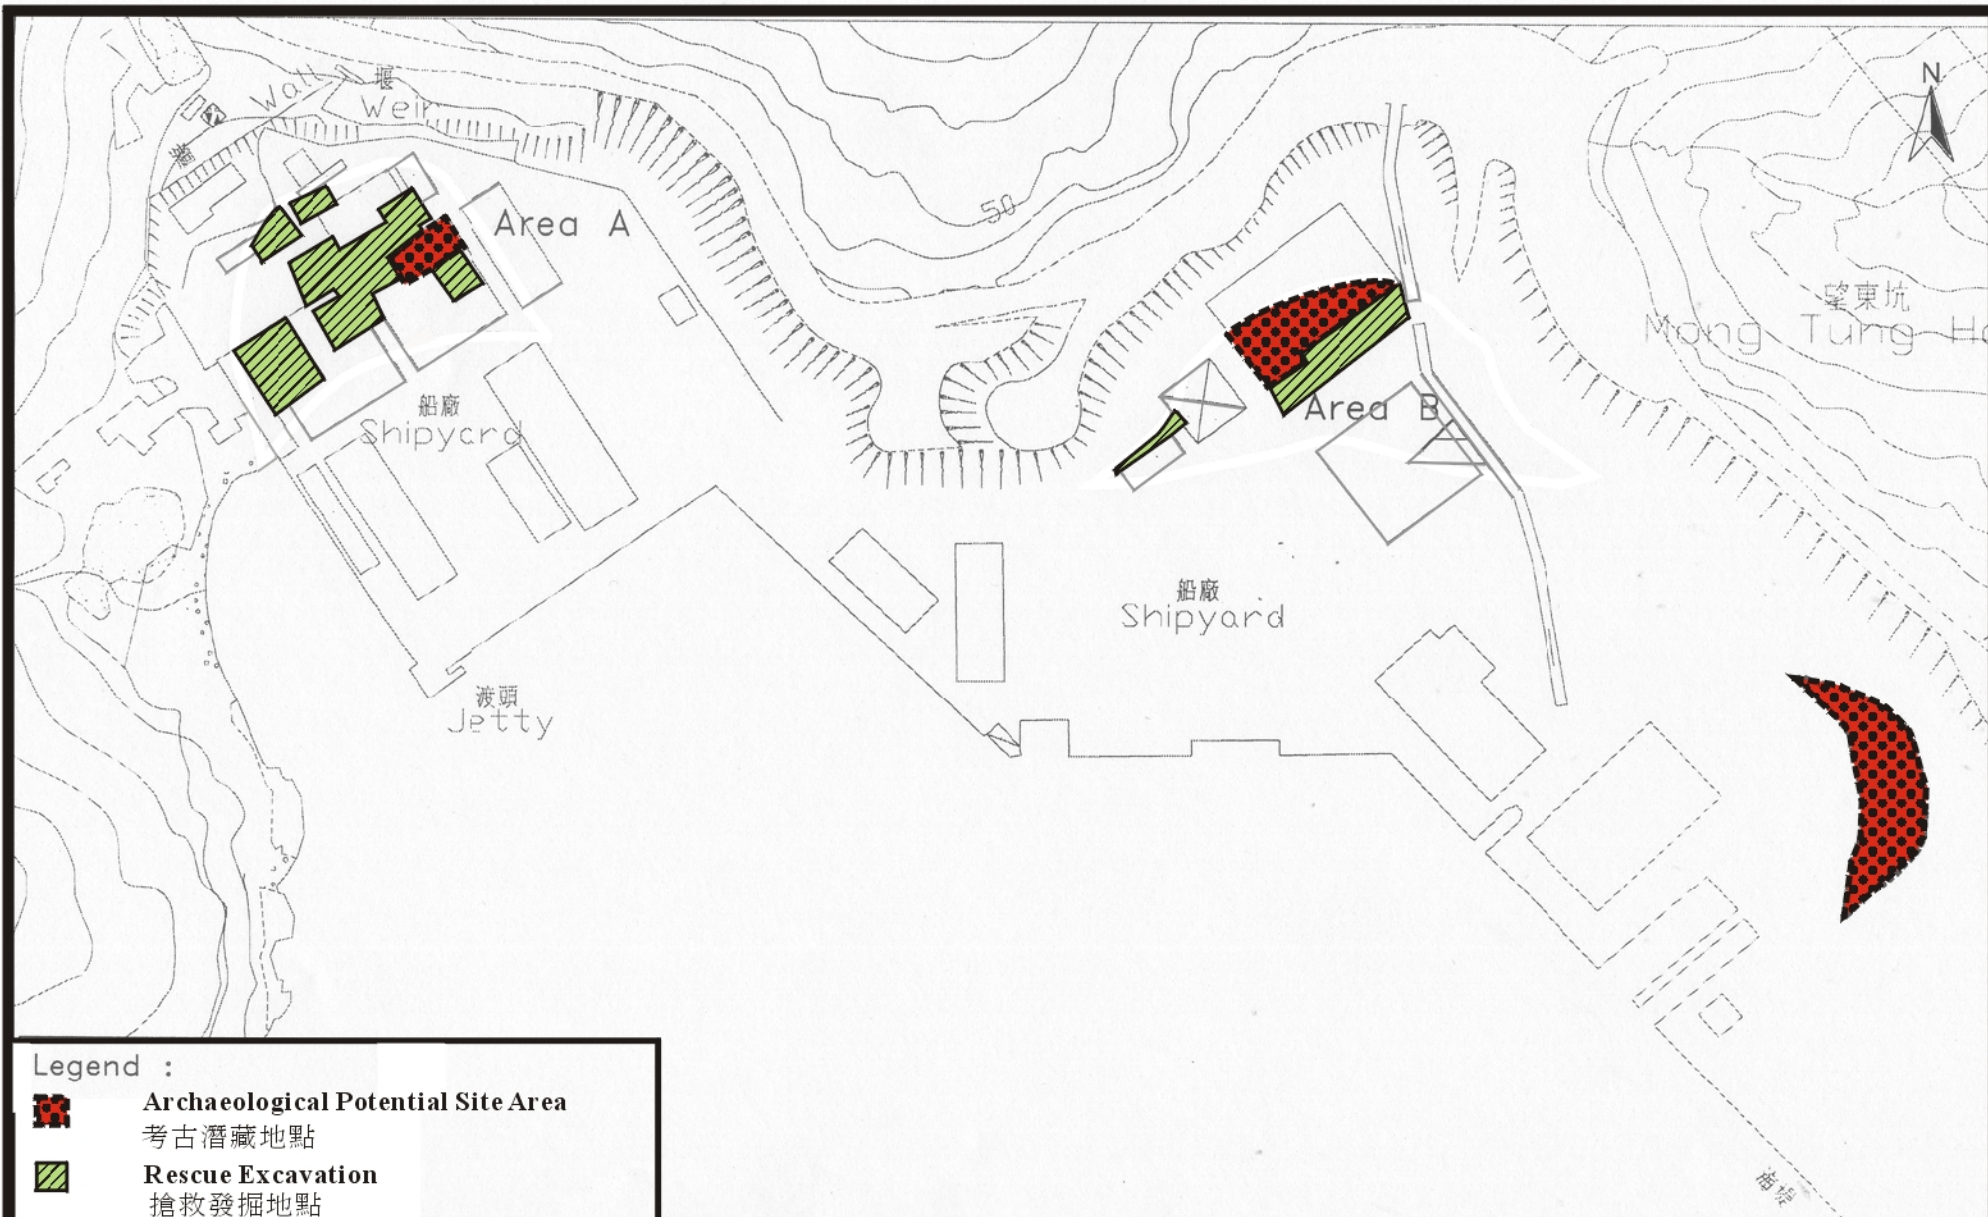 N
堰
Weir
50
Area A
望東坑
Mong Tung H
船廠
Shipyard
Area B
船廠
Shipyard
渡頭
Jetty
海堤
Legend :
Archaeological Potential Site Area
考古潛藏地點
Rescue Excavation
搶救發掘地點